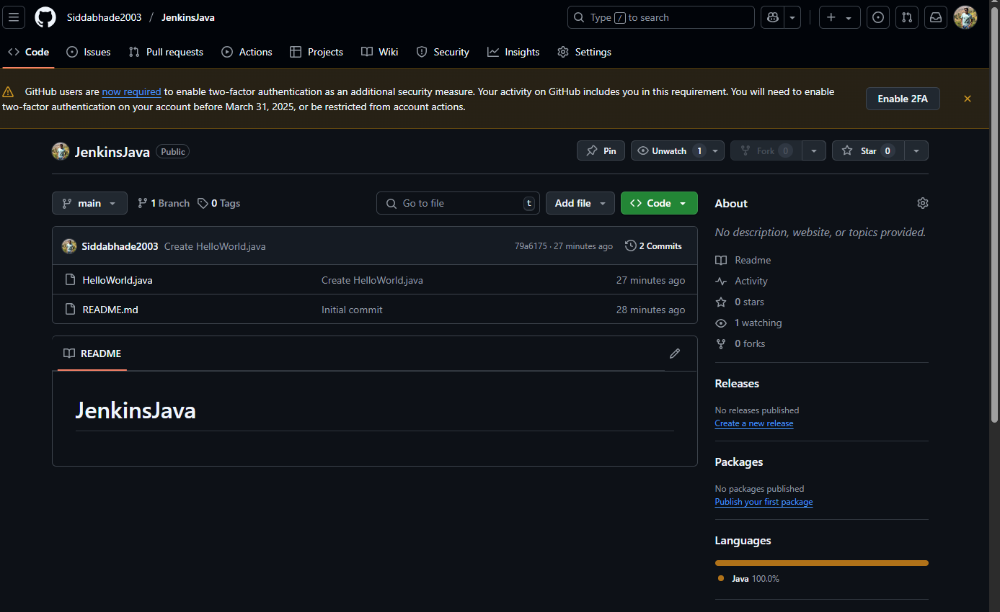 Siddabhade2003 / JenkinsJava
Type / to search
Code Issues Pull requests Actions Projects Wiki Security Insights Settings
GitHub users are now required to enable two-factor authentication as an additional security measure. Your activity on GitHub includes you in this requirement. You will need to enable
two-factor authentication on your account before March 31, 2025, or be restricted from account actions.
Enable 2FA
JenkinsJava Public
Pin Unwatch 1 Fork 0 Star 0
main 1 Branch 0 Tags
Go to file t Add file Code
Siddabhade2003 Create HelloWorld.java 79a6175 · 27 minutes ago 2 Commits
HelloWorld.java Create HelloWorld.java 27 minutes ago
README.md Initial commit 28 minutes ago
README
JenkinsJava
About
No description, website, or topics provided.
Readme
Activity
0 stars
1 watching
0 forks
Releases
No releases published
Create a new release
Packages
No packages published
Publish your first package
Languages
Java 100.0%